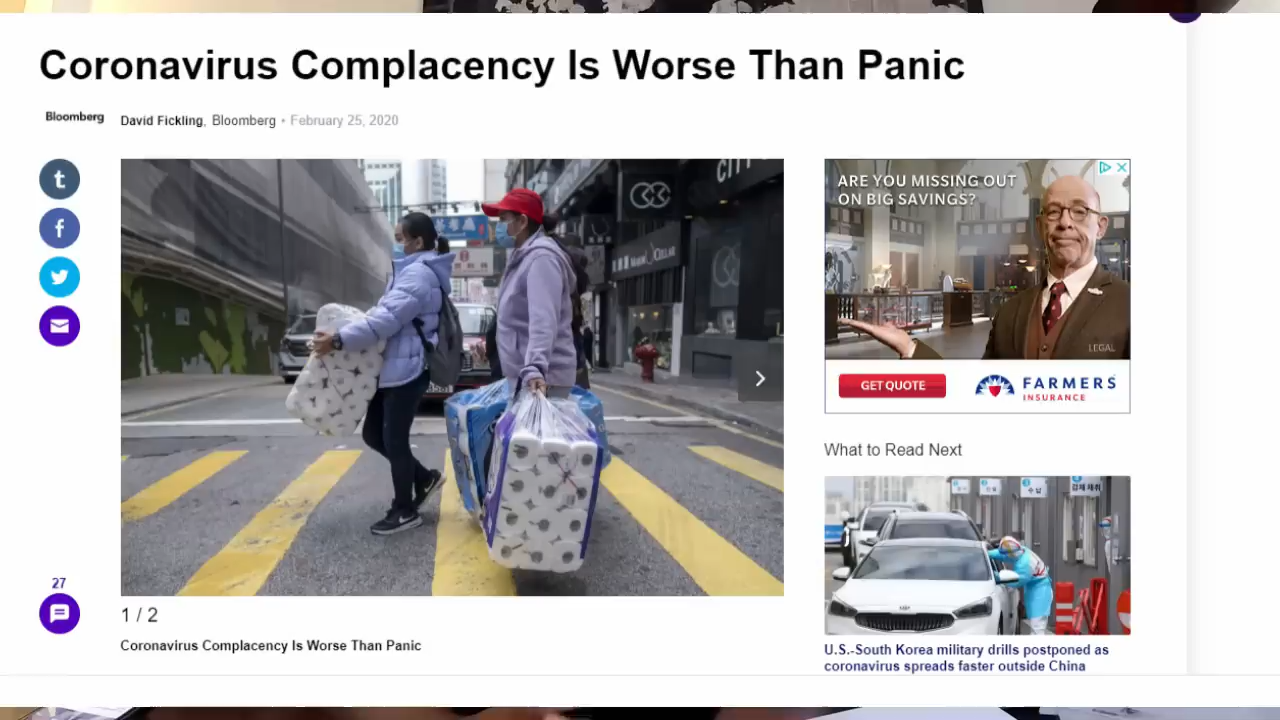 Coronavirus Complacency Is Worse Than Panic
Bloomberg
David Fickling, Bloomberg • February 25, 2020
ARE YOU MISSING OUT
ON BIG SAVINGS?
LEGAL
GET QUOTE
FARMERS
INSURANCE
What to Read Next
27
1 / 2
Coronavirus Complacency Is Worse Than Panic
U.S.-South Korea military drills postponed as
coronavirus spreads faster outside China